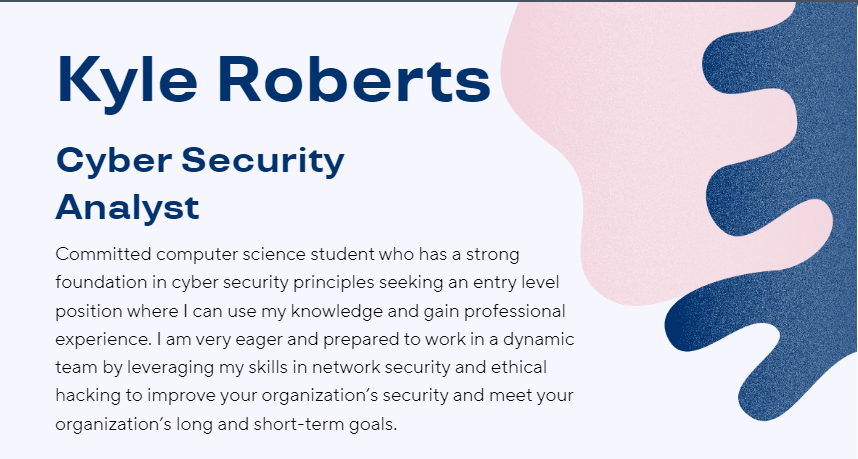 Kyle Roberts
Cyber Security
Analyst
Committed computer science student who has a strong
foundation in cyber security principles seeking an entry level
position where I can use my knowledge and gain professional
experience. I am very eager and prepared to work in a dynamic
team by leveraging my skills in network security and ethical
hacking to improve your organization’s security and meet your
organization’s long and short-term goals.